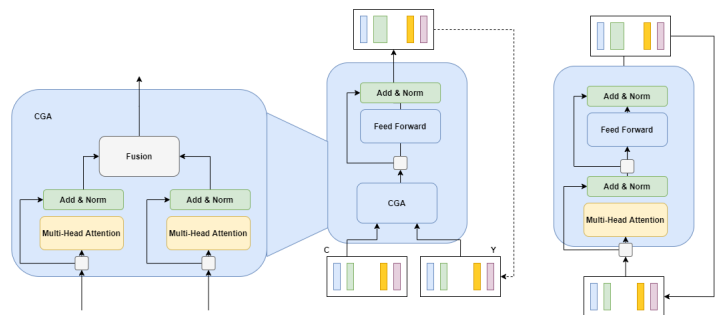 CGA
Fusion
Add & Norm
Add & Norm
Multi-Head Attention
Multi-Head Attention
Add & Norm
Feed Forward
CGA
C
Y
Add & Norm
Feed Forward
Add & Norm
Multi-Head Attention